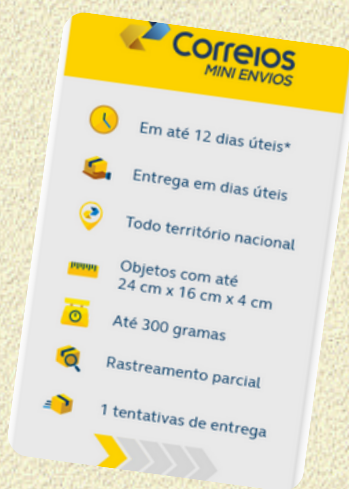 Correios
MINI ENVIOS
Em até 12 dias úteis*
Entrega em dias úteis
Todo território nacional
Objetos com até
24 cm x 16 cm x 4 cm
Até 300 gramas
Rastreamento parcial
1 tentativas de entrega